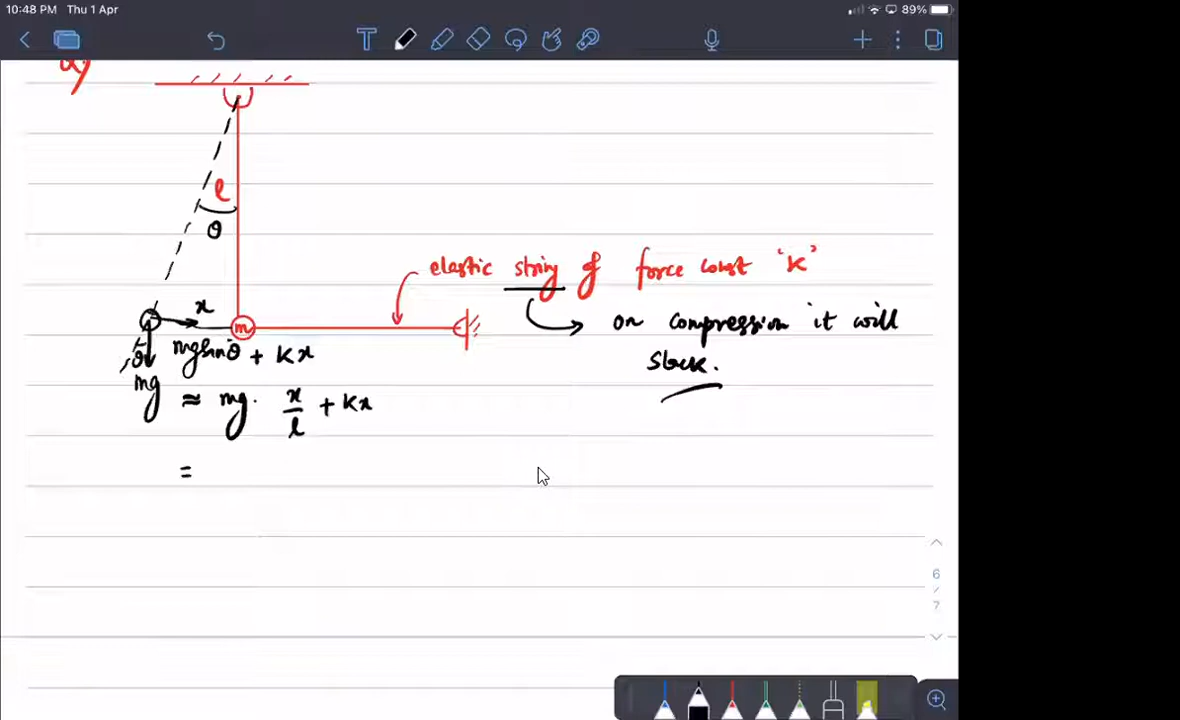 10:48 PM Thu 1 Apr
89%
T
l
θ
elastic string of force const 'K'
x
m
on compression it will
slack.
mg sinθ + Kx
mg
≈ mg. x/l + Kx
=
6
7